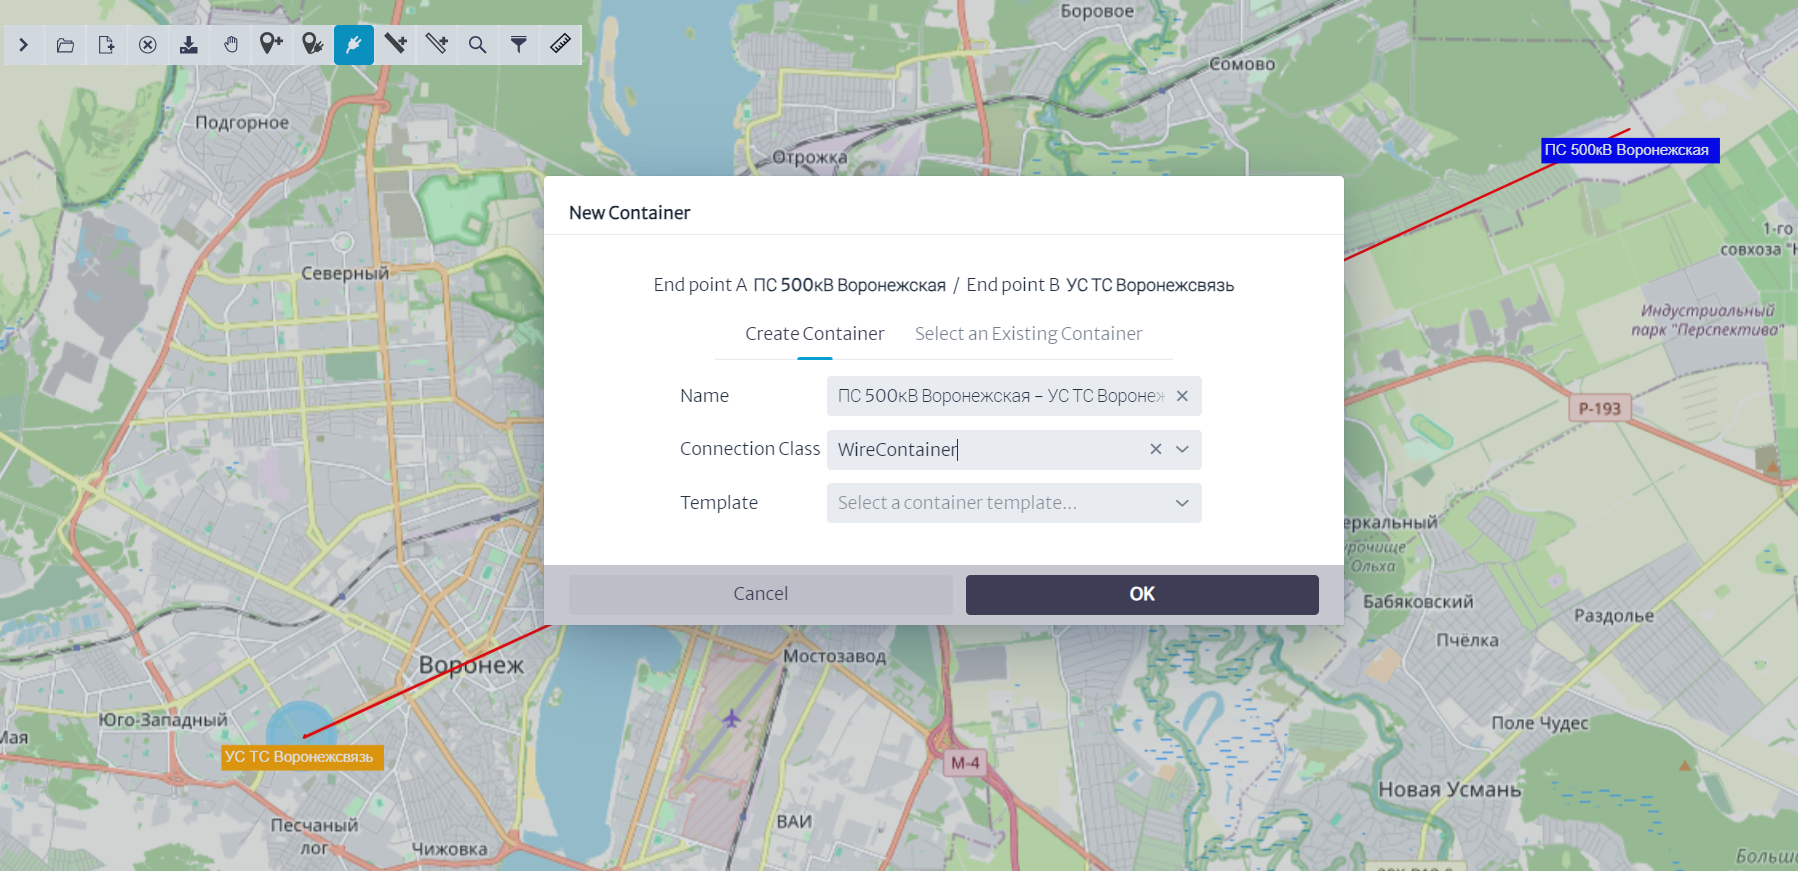 Боровое
Сомово
Подгорное
Отрожка
ПС 500кВ Воронежская
New Container
1-го
совхоза "Н
Северный
End point A ПС 500кВ Воронежская / End point B УС ТС Воронежсвязь
Индустриальный
парк "Перспектива"
Create Container Select an Existing Container
Name ПС 500кВ Воронежская – УС ТС Воронеж
Р-193
Connection Class WireContainer
Template Select a container template...
еркальный
урочище
Ольха
Cancel OK
Бабяковский
Раздолье
Пчёлка
Воронеж
Мостозавод
Юго-Западный
Мая
Поле Чудес
УС ТС Воронежсвязь
М-4
Новая Усмань
Песчаный
лог
ВАИ
Чижовка
Большо